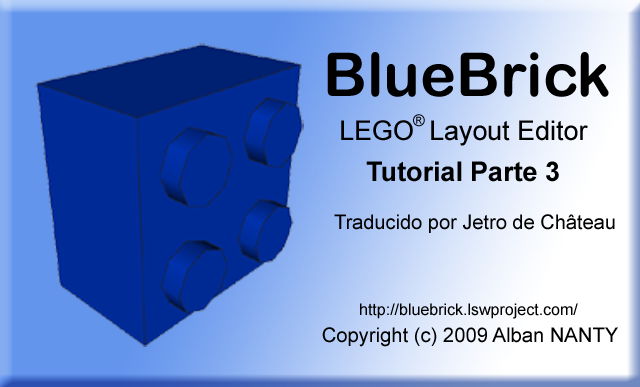 BlueBrick
LEGO® Layout Editor
Tutorial Parte 3
Traducido por Jetro de Château
http://bluebrick.lswproject.com/
Copyright (c) 2009 Alban NANTY